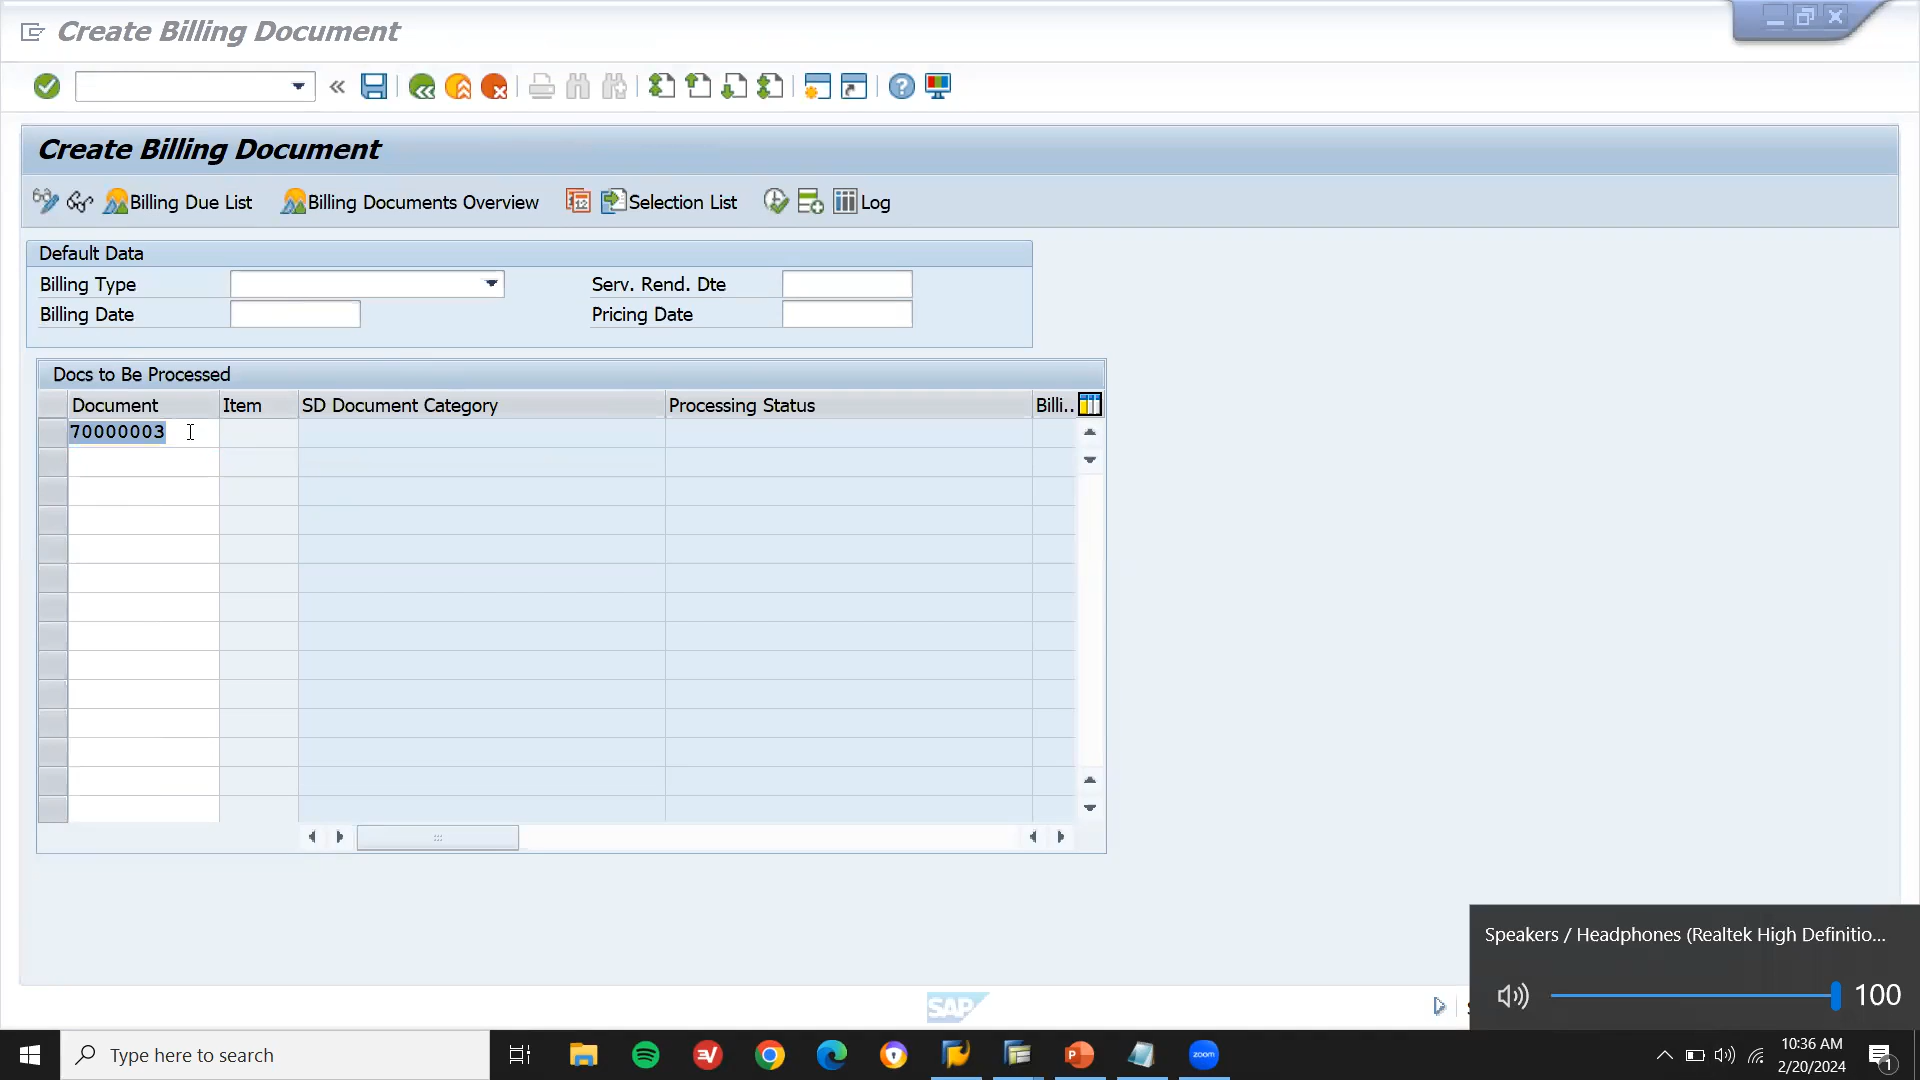 Create Billing Document
Create Billing Document
Billing Due List Billing Documents Overview Selection List Log
Default Data
Billing Type Serv. Rend. Dte
Billing Date Pricing Date
Docs to Be Processed
Document Item SD Document Category Processing Status Billi..
70000003
SAP
Speakers / Headphones (Realtek High Definitio...
100
Type here to search
zoom
10:36 AM
2/20/2024
1